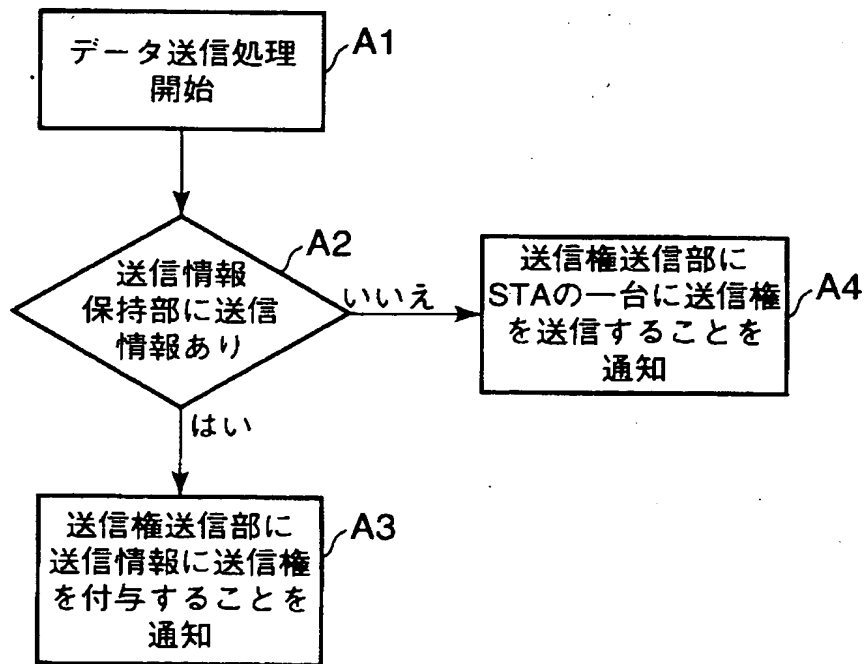 データ送信処理
開始
A1
送信情報
保持部に送信
情報あり
A2
いいえ
送信権送信部に
STAの一台に送信権
を送信することを
通知
A4
はい
送信権送信部に
送信情報に送信権
を付与することを
通知
A3